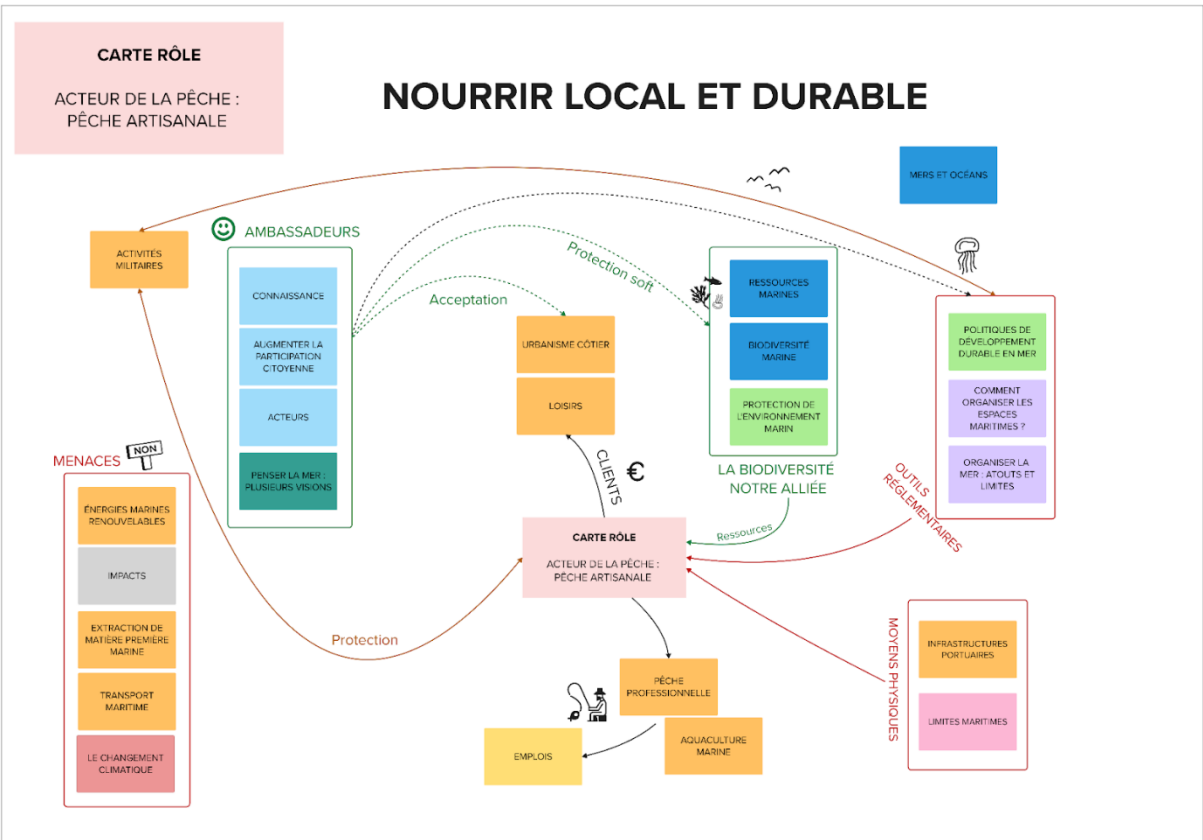 CARTE RÔLE
ACTEUR DE LA PÊCHE :
PÊCHE ARTISANALE
NOURRIR LOCAL ET DURABLE
MERS ET OCÉANS
ACTIVITÉS
MILITAIRES
AMBASSADEURS
CONNAISSANCE
AUGMENTER LA
PARTICIPATION
CITOYENNE
ACTEURS
PENSER LA MER :
PLUSIEURS VISIONS
Protection soft
Acceptation
URBANISME CÔTIER
LOISIRS
RESSOURCES
MARINES
BIODIVERSITÉ
MARINE
PROTECTION DE
L'ENVIRONNEMENT
MARIN
LA BIODIVERSITÉ
NOTRE ALLIÉE
POLITIQUES DE
DÉVELOPPEMENT
DURABLE EN MER
COMMENT
ORGANISER LES
ESPACES
MARITIMES ?
ORGANISER LA
MER : ATOUTS ET
LIMITES
OUTILS
RÉGLEMENTAIRES
MENACES
NON
ÉNERGIES MARINES
RENOUVELABLES
IMPACTS
EXTRACTION DE
MATIÈRE PREMIÈRE
MARINE
TRANSPORT
MARITIME
LE CHANGEMENT
CLIMATIQUE
CLIENTS
€
Ressources
CARTE RÔLE
ACTEUR DE LA PÊCHE :
PÊCHE ARTISANALE
Protection
MOYENS PHYSIQUES
INFRASTRUCTURES
PORTUAIRES
LIMITES MARITIMES
PÊCHE
PROFESSIONNELLE
AQUACULTURE
MARINE
EMPLOIS